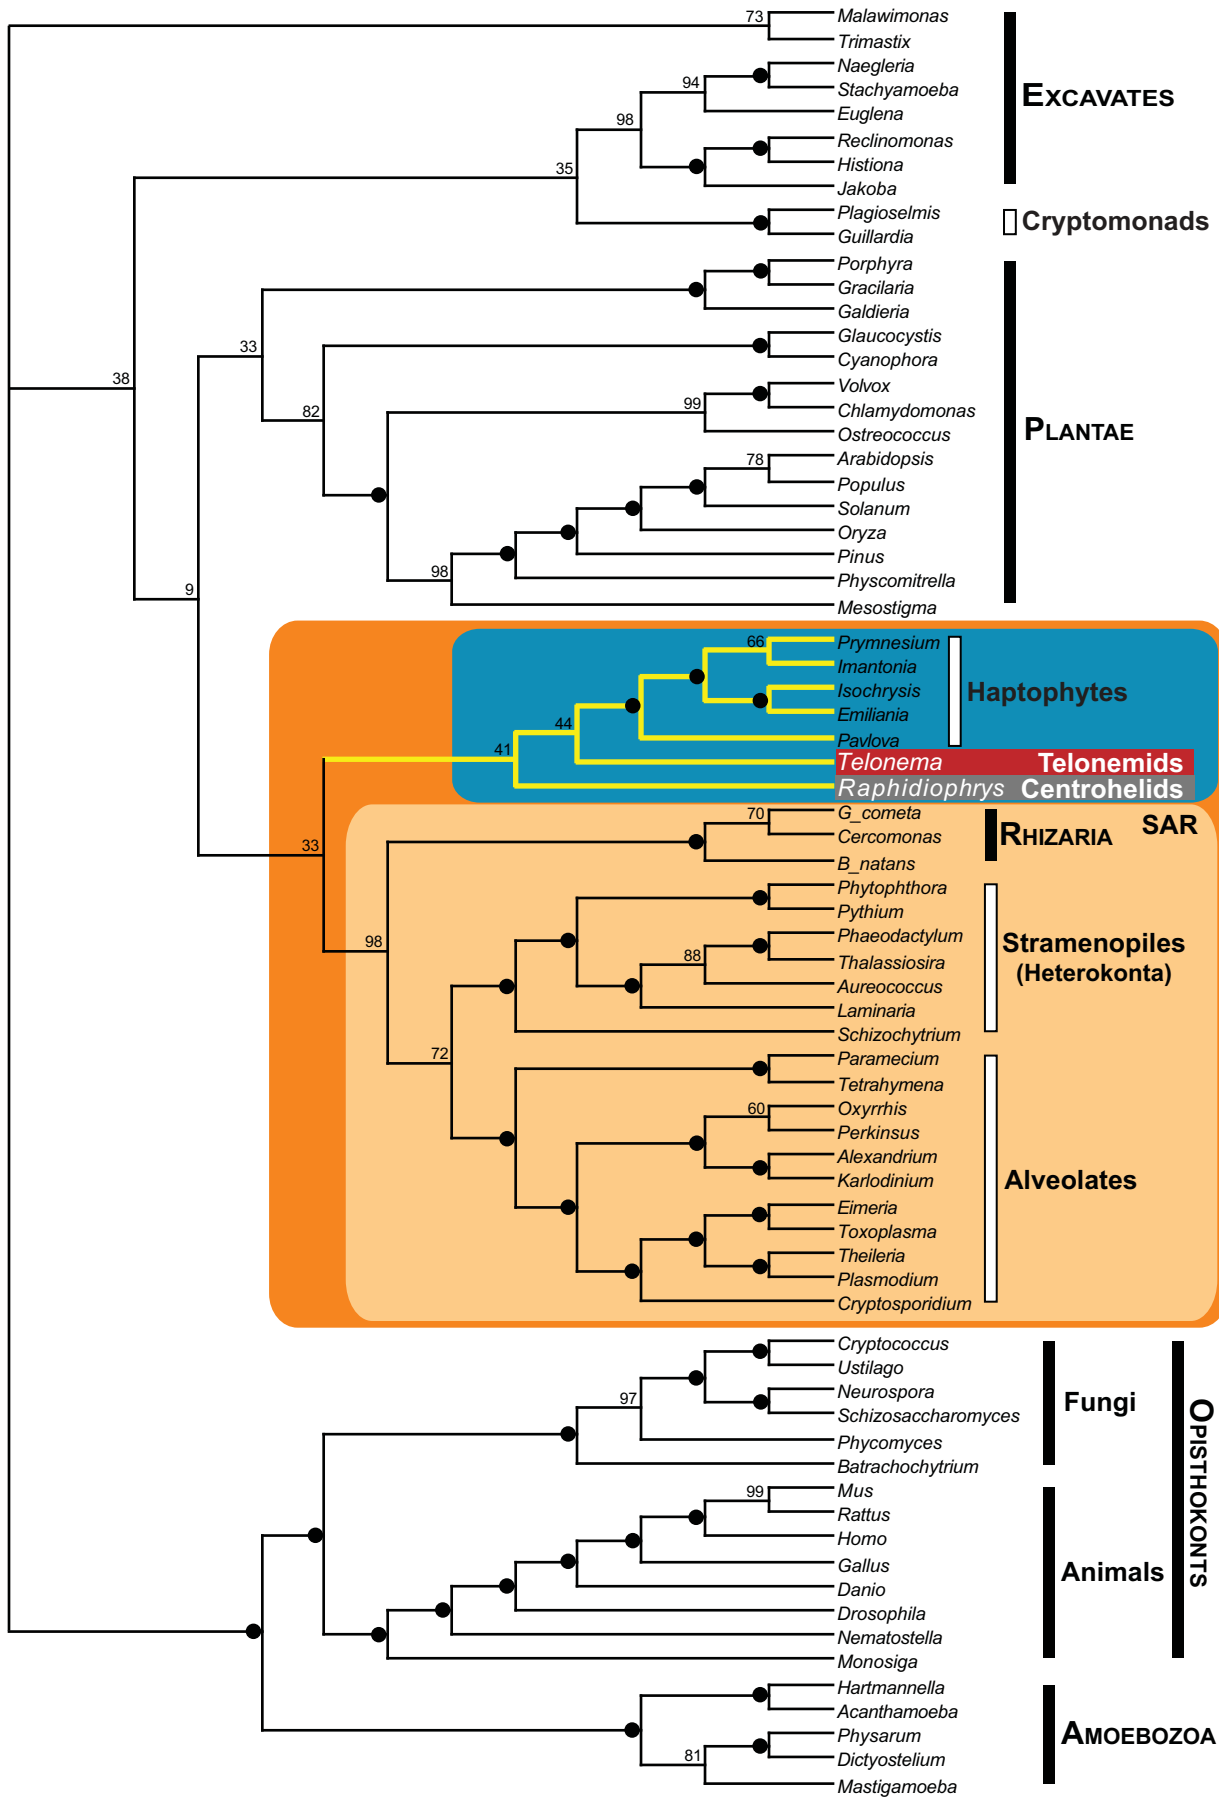 73
Malawimonas
Trimastix
Naegleria
94
Stachyamoeba
Euglena
98
Reclinomonas
Histiona
35
Jakoba
EXCAVATES
Plagioselmis
Guillardia
Cryptomonads
Porphyra
Gracilaria
Galdieria
Glaucocystis
33
Cyanophora
38
Volvox
99
Chlamydomonas
82
Ostreococcus
PLANTAE
78
Arabidopsis
Populus
Solanum
Oryza
Pinus
98
Physcomitrella
9
Mesostigma
66
Prymnesium
Imantonia
Isochrysis
Haptophytes
44
Emiliania
41
Pavlova
Telonema Telonemids
Raphidiophrys Centrohelids
70
G_cometa
SAR
33
Cercomonas
RHIZARIA
B_natans
Phytophthora
Pythium
98
Phaeodactylum
88
Thalassiosira
Aureococcus
Laminaria
Schizochytrium
Stramenopiles
(Heterokonta)
72
Paramecium
Tetrahymena
60
Oxyrrhis
Perkinsus
Alexandrium
Karlodinium
Alveolates
Eimeria
Toxoplasma
Theileria
Plasmodium
Cryptosporidium
Cryptococcus
Ustilago
97
Neurospora
Schizosaccharomyces
Phycomyces
Batrachochytrium
Fungi
OPISTHOKONTS
99
Mus
Rattus
Homo
Gallus
Danio
Drosophila
Nematostella
Monosiga
Animals
Hartmannella
Acanthamoeba
Physarum
81
Dictyostelium
Mastigamoeba
AMOEBOZOA